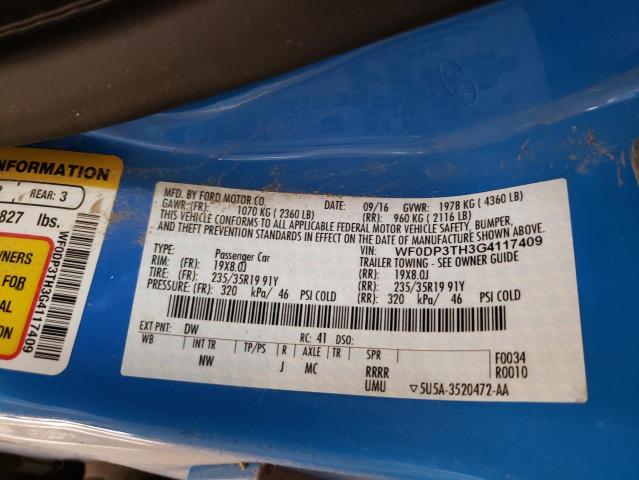 MFD. BY FORD MOTOR CO.
DATE: 09/16 GVWR: 1978 KG ( 4360 LB)
GAWR:(FR): 1070 KG ( 2360 LB) (RR): 960 KG ( 2116 LB)
THIS VEHICLE CONFORMS TO ALL APPLICABLE FEDERAL MOTOR VEHICLE SAFETY, BUMPER,
AND THEFT PREVENTION STANDARDS IN EFFECT ON THE DATE OF MANUFACTURE SHOWN ABOVE.
VIN: WF0DP3TH3G4117409
TYPE: Passenger Car TRAILER TOWING - SEE OWNER GUIDE
RIM: (FR): 19X8.0J (RR): 19X8.0J
TIRE: (FR): 235/35R19 91Y (RR): 235/35R19 91Y
PRESSURE: (FR): 320 kPa/ 46 PSI COLD (RR): 320 kPa/ 46 PSI COLD
EXT PNT: DW RC: 41 DSO:
WB INT TR TP/PS R AXLE TR SPR
NW J MC RRRR
UMU
F0034
R0010
▽5U5A-3520472-AA
INFORMATION
REAR: 3
827 lbs.
WF0DP3TH3G4117409
WNERS
FOR
ION